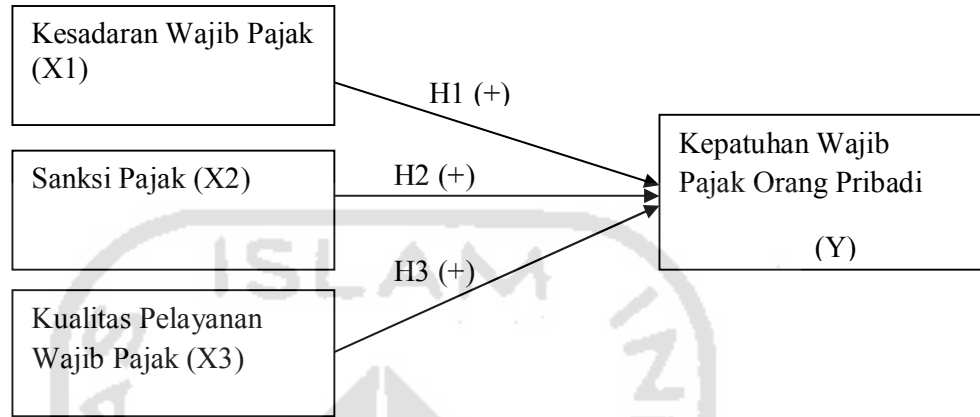 Kesadaran Wajib Pajak
(X1)
H1 (+)
Sanksi Pajak (X2)
H2 (+)
Kepatuhan Wajib
Pajak Orang Pribadi
(Y)
H3 (+)
Kualitas Pelayanan
Wajib Pajak (X3)
ISLAM